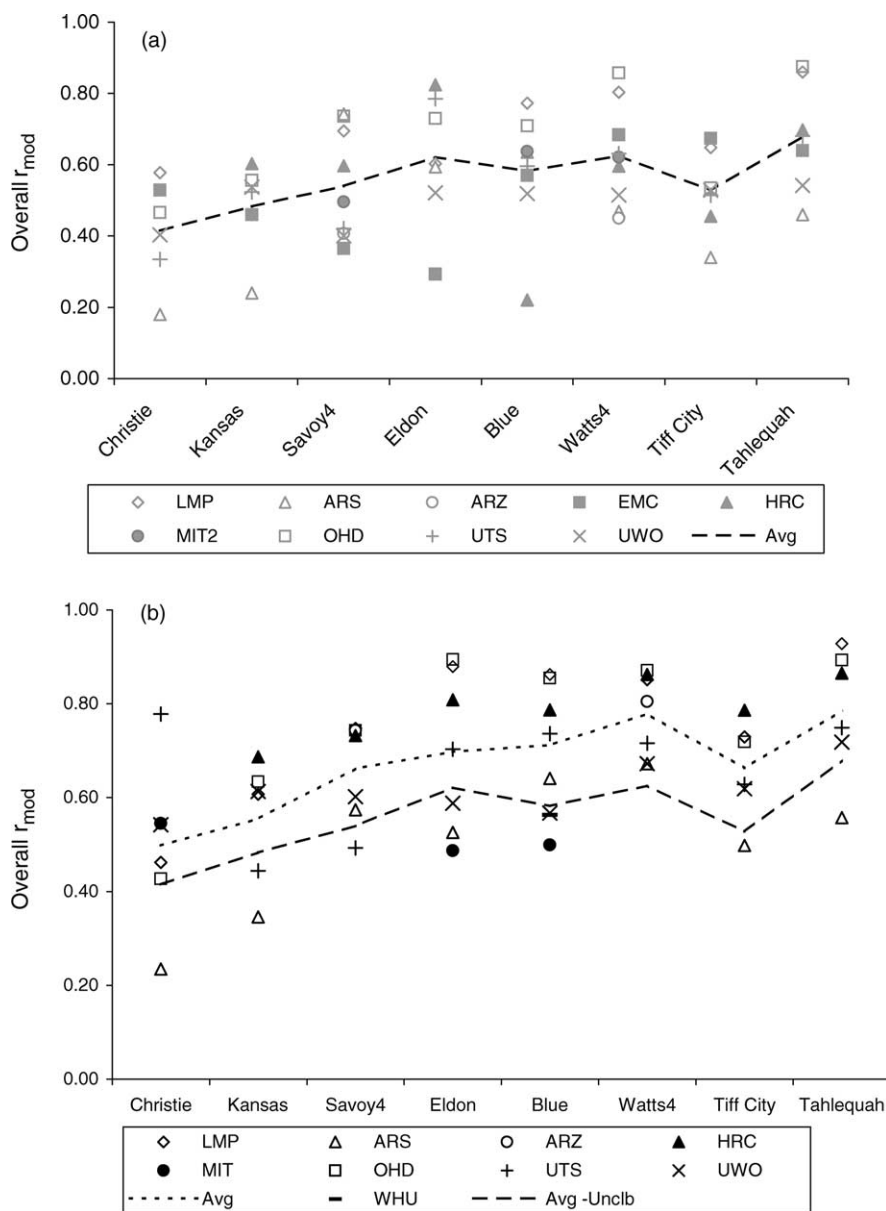 (a)
Overall r_mod
1.00
0.80
0.60
0.40
0.20
0.00
Christie
Kansas
Savoy4
Eldon
Blue
Watts4
Tiff City
Tahlequah
LMP ARS ARZ EMC HRC
MIT2 OHD UTS UWO Avg
(b)
Overall r_mod
1.00
0.80
0.60
0.40
0.20
0.00
Christie Kansas Savoy4 Eldon Blue Watts4 Tiff City Tahlequah
LMP ARS ARZ HRC
MIT OHD UTS UWO
Avg WHU Avg -Unclb